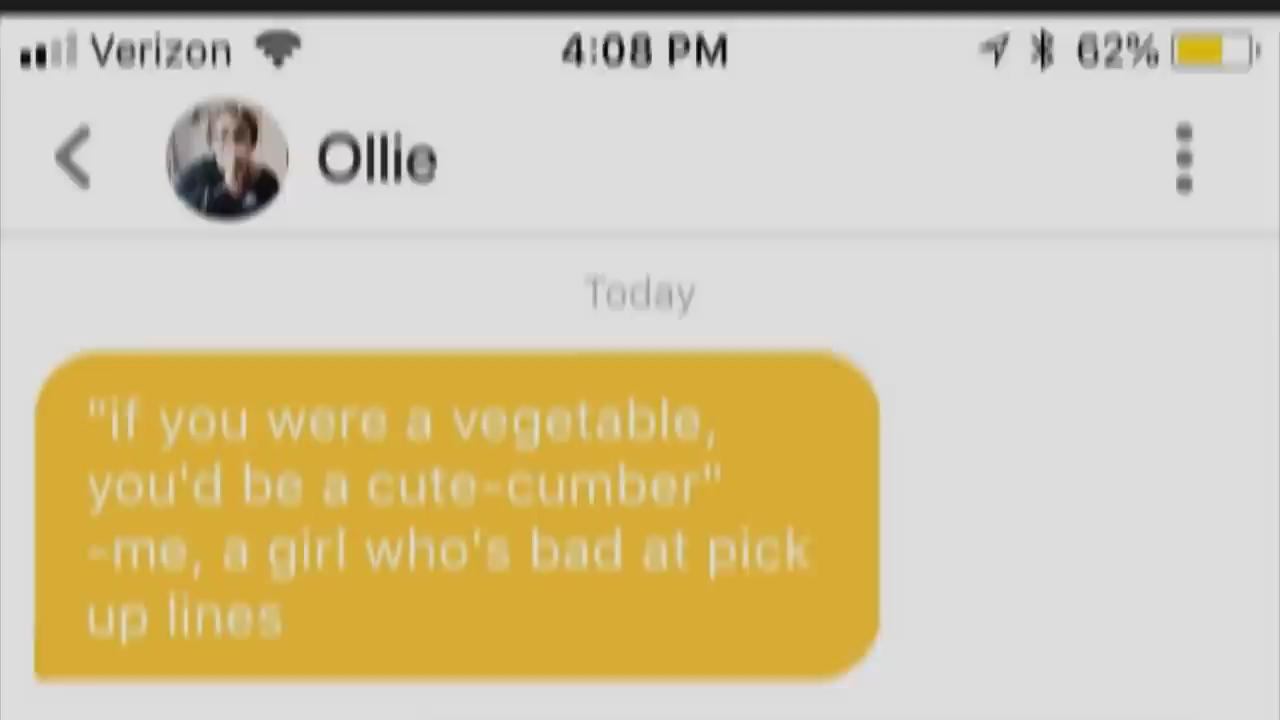 Verizon 4:08 PM 62%
Ollie
Today
"if you were a vegetable,
you'd be a cute-cumber"
-me, a girl who's bad at pick
up lines